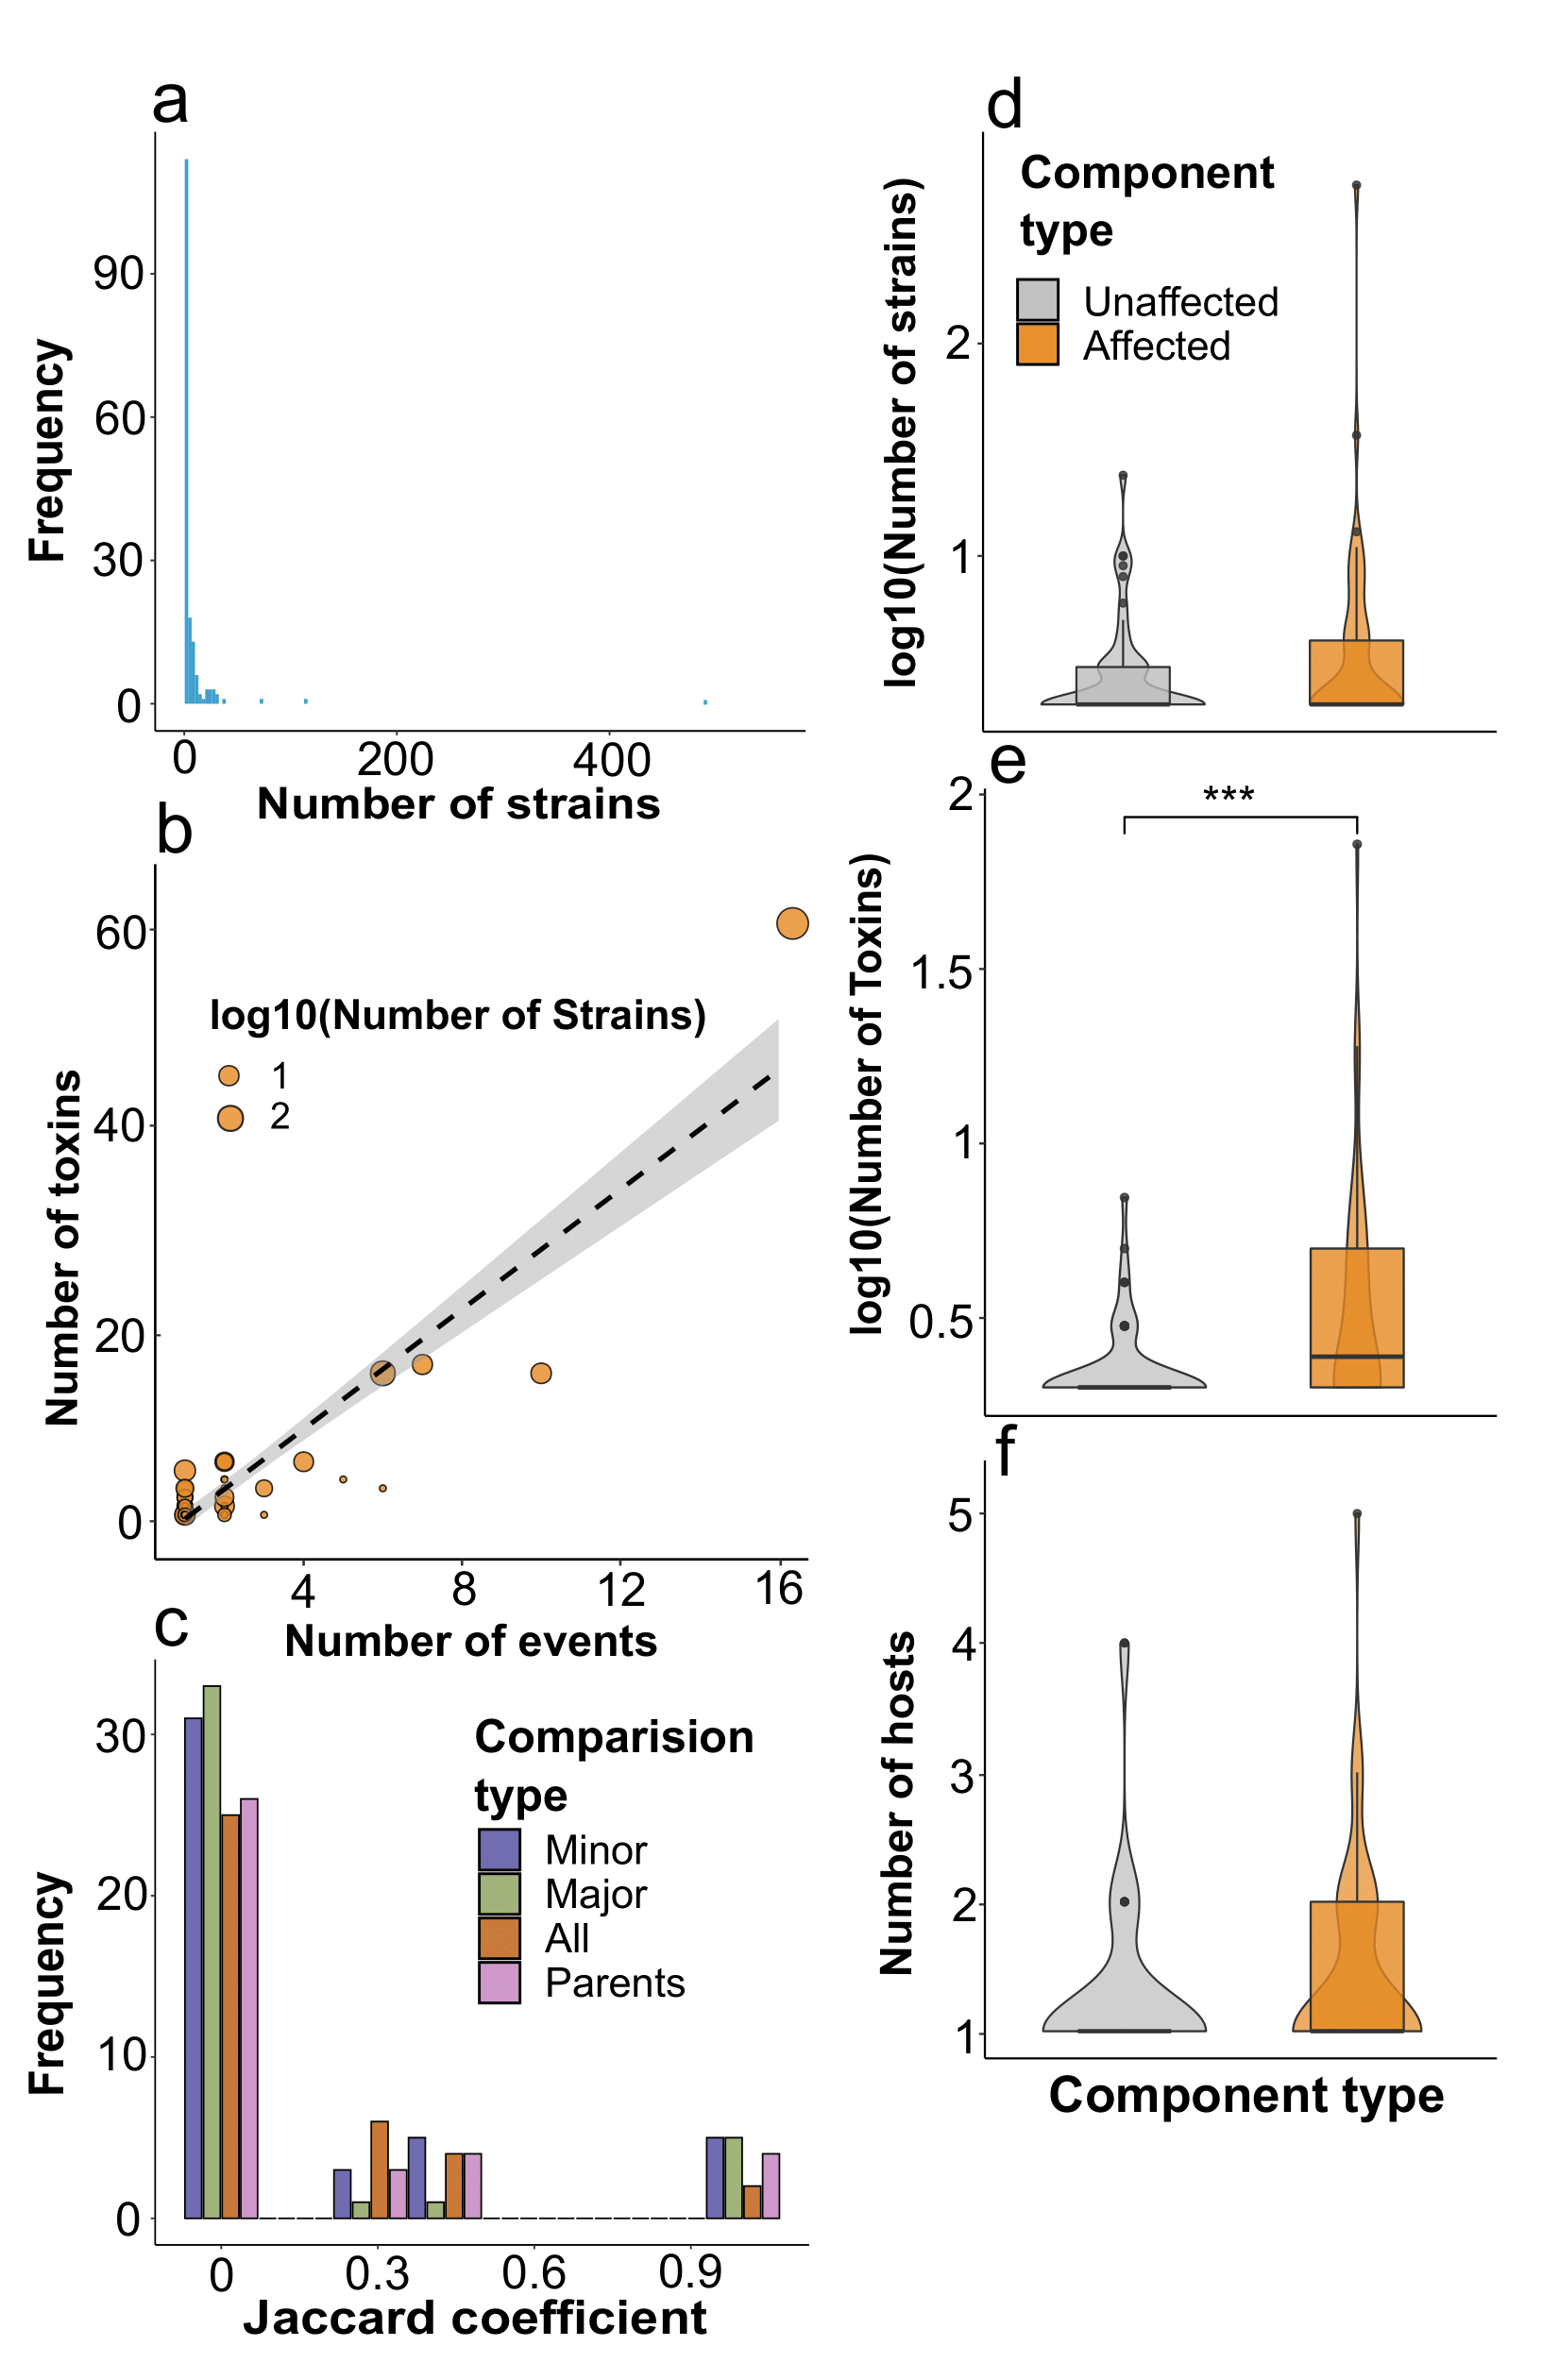 a
90
60
30
0
Frequency
0
200
400
Number of strains
b
60
40
20
0
Number of toxins
log10(Number of Strains)
1
2
4
8
12
16
Number of events
c
30
20
10
0
Frequency
Comparision
type
Minor
Major
All
Parents
0
0.3
0.6
0.9
Jaccard coefficient
d
Component
type
Unaffected
Affected
2
1
log10(Number of strains)
e
***
2
1.5
1
0.5
log10(Number of Toxins)
f
5
4
3
2
1
Number of hosts
Component type